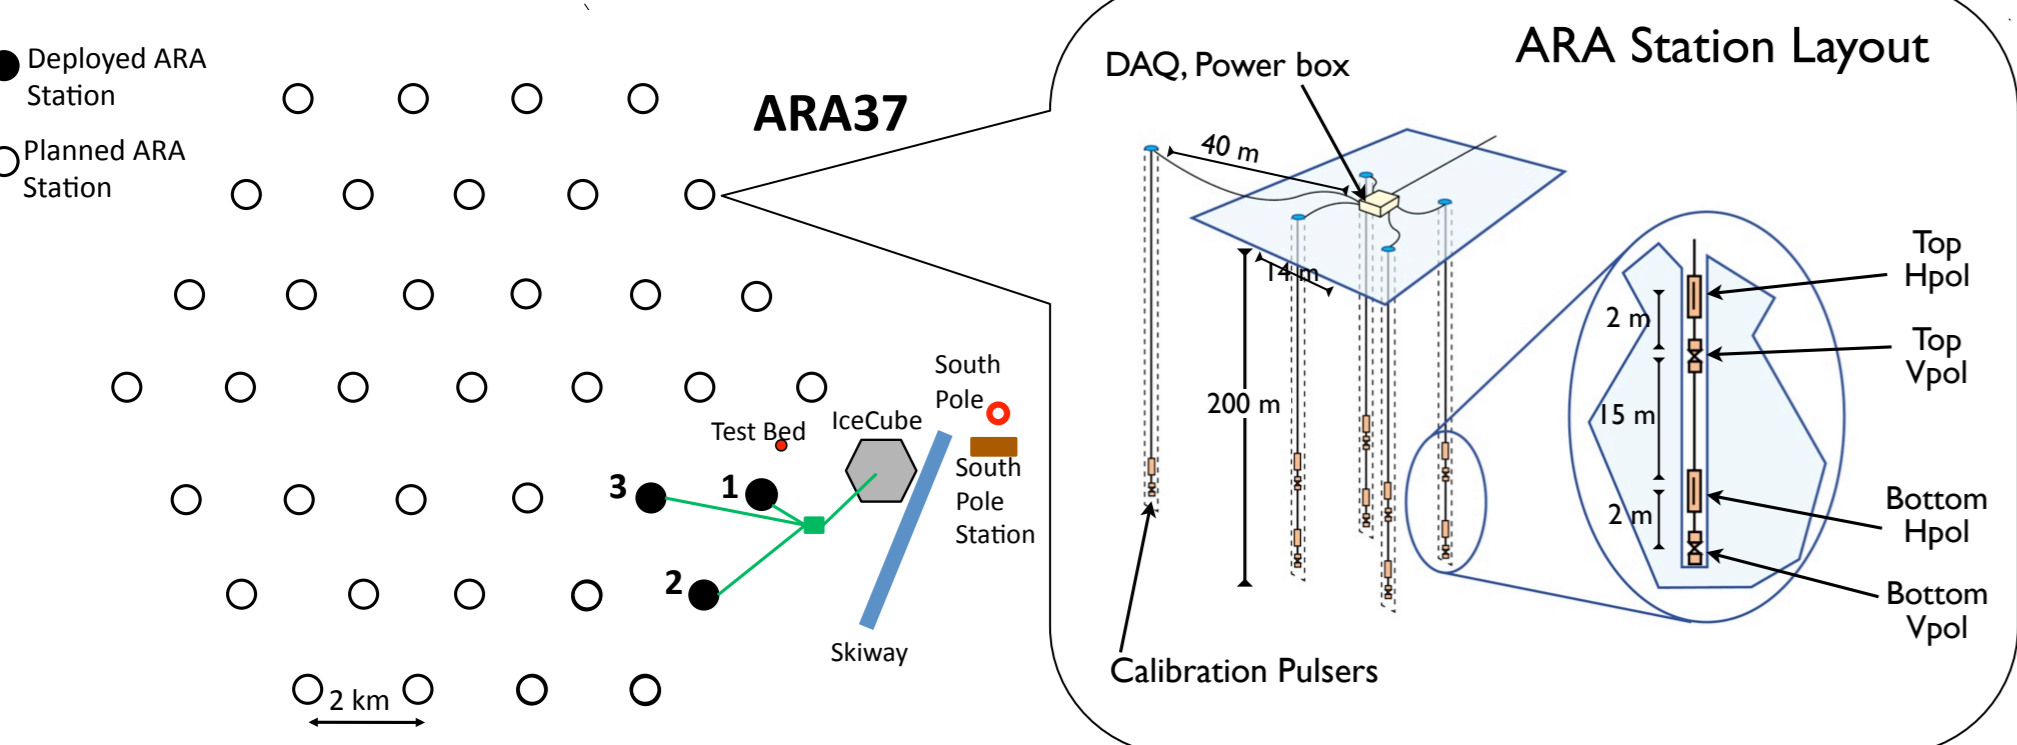 Deployed ARA
Station
Planned ARA
Station
ARA37
3
1
2
Test Bed
IceCube
South
Pole
South
Pole
Station
Skiway
2 km
ARA Station Layout
DAQ, Power box
40 m
14 m
200 m
Calibration Pulsers
Top
Hpol
2 m
Top
Vpol
15 m
Bottom
Hpol
2 m
Bottom
Vpol